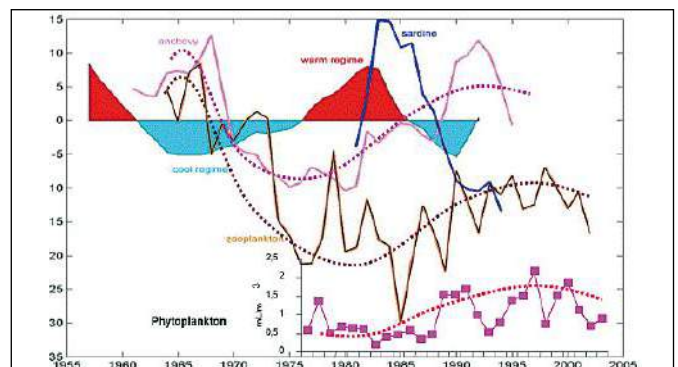 15
anchovy
sardine
10
warm regime
5
0
-5
cool regime
10
15
zooplankton
20
2,5
2
25
1,5
3
mL/m
1
Phytoplankton
30
0,5
0
35
1955 1960 1965 1970 1975 1980 1985 1990 1995 2000 2005